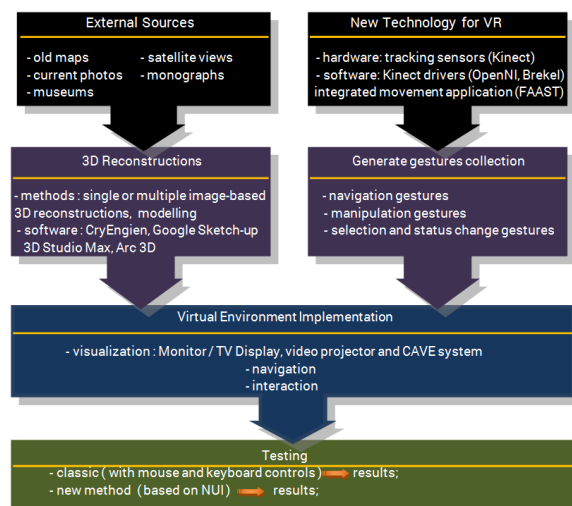 External Sources
- old maps - satellite views
- current photos - monographs
- museums
New Technology for VR
- hardware: tracking sensors (Kinect)
- software: Kinect drivers (OpenNI, Brekel)
integrated movement application (FAAST)
3D Reconstructions
- methods : single or multiple image-based
3D reconstructions, modelling
- software : CryEngien, Google Sketch-up
3D Studio Max, Arc 3D
Generate gestures collection
- navigation gestures
- manipulation gestures
- selection and status change gestures
Virtual Environment Implementation
- visualization : Monitor / TV Display, video projector and CAVE system
- navigation
- interaction
Testing
- classic ( with mouse and keyboard controls ) results;
- new method ( based on NUI ) results;